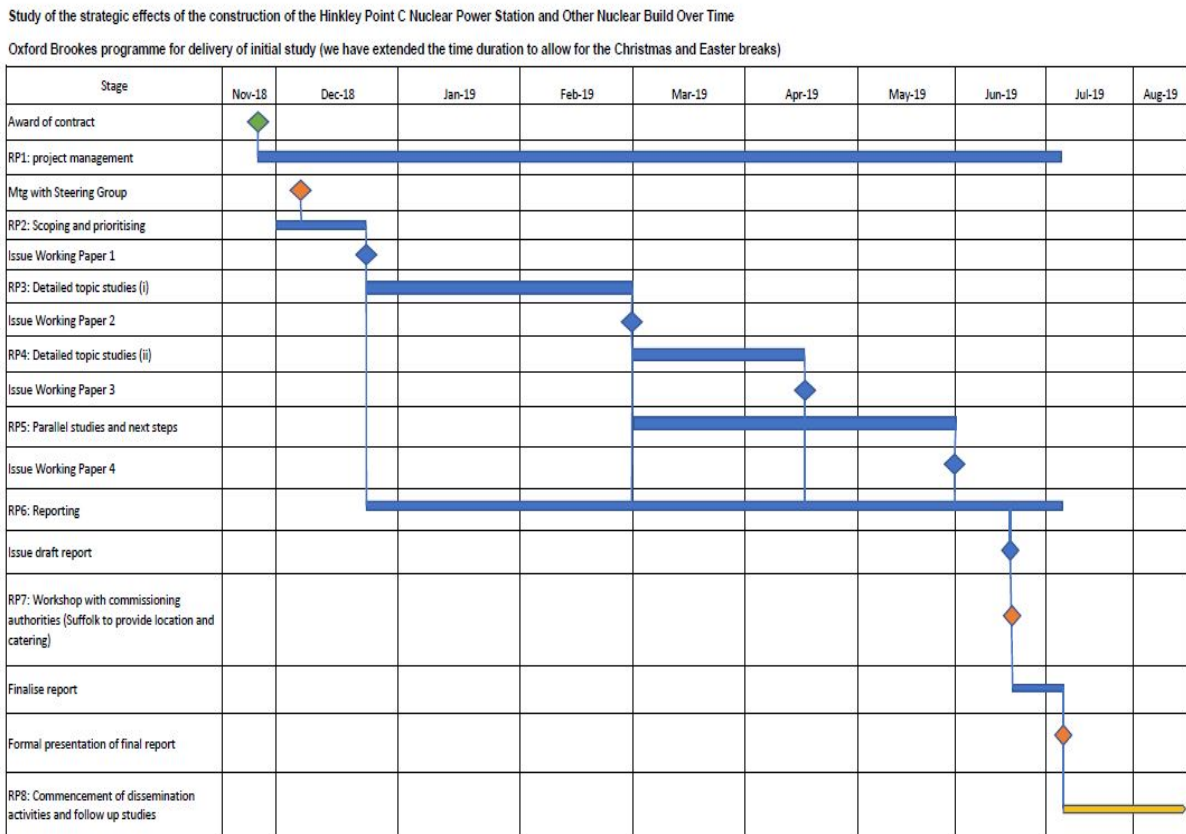 Study of the strategic effects of the construction of the Hinkley Point C Nuclear Power Station and Other Nuclear Build Over Time
Oxford Brookes programme for delivery of initial study (we have extended the time duration to allow for the Christmas and Easter breaks)
Stage Nov-18 Dec-18 Jan-19 Feb-19 Mar-19 Apr-19 May-19 Jun-19 Jul-19 Aug-19
Award of contract
RP1: project management
Mtg with Steering Group
RP2: Scoping and prioritising
Issue Working Paper 1
RP3: Detailed topic studies (i)
Issue Working Paper 2
RP4: Detailed topic studies (ii)
Issue Working Paper 3
RP5: Parallel studies and next steps
Issue Working Paper 4
RP6: Reporting
Issue draft report
RP7: Workshop with commissioning
authorities (Suffolk to provide location and
catering)
Finalise report
Formal presentation of final report
RP8: Commencement of dissemination
activities and follow up studies